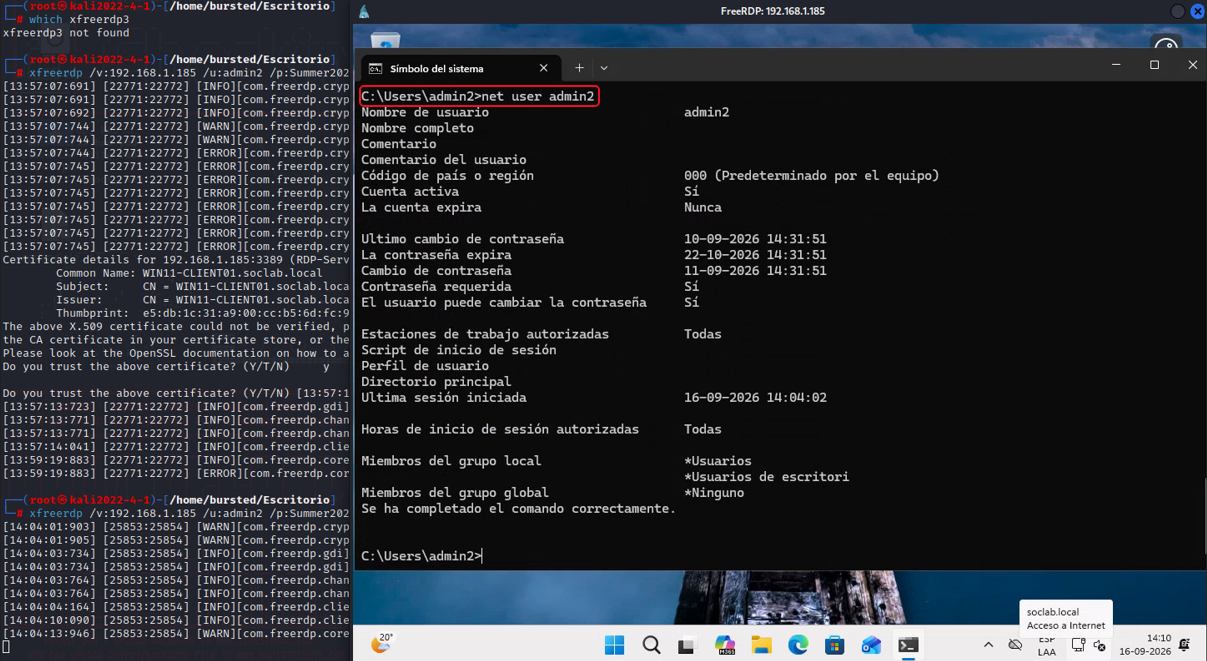 ┌──(root㉿kali2022-4-1)-[/home/bursted/Escritorio]
└─# which xfreerdp3
xfreerdp3 not found
┌──(root㉿kali2022-4-1)-[/home/bursted/Escritorio]
└─# xfreerdp /v:192.168.1.185 /u:admin2 /p:Summer202
[13:57:07:691] [22771:22772] [INFO][com.freerdp.cryp
[13:57:07:691] [22771:22772] [INFO][com.freerdp.cryp
[13:57:07:692] [22771:22772] [INFO][com.freerdp.cryp
[13:57:07:744] [22771:22772] [WARN][com.freerdp.cryp
[13:57:07:744] [22771:22772] [WARN][com.freerdp.cryp
[13:57:07:744] [22771:22772] [ERROR][com.freerdp.cry
[13:57:07:745] [22771:22772] [ERROR][com.freerdp.cry
[13:57:07:745] [22771:22772] [ERROR][com.freerdp.cry
[13:57:07:745] [22771:22772] [ERROR][com.freerdp.cry
[13:57:07:745] [22771:22772] [ERROR][com.freerdp.cry
[13:57:07:745] [22771:22772] [ERROR][com.freerdp.cry
[13:57:07:745] [22771:22772] [ERROR][com.freerdp.cry
[13:57:07:745] [22771:22772] [ERROR][com.freerdp.cry
Certificate details for 192.168.1.185:3389 (RDP-Serv
Common Name: WIN11-CLIENT01.soclab.local
Subject: CN = WIN11-CLIENT01.soclab.loca
Issuer: CN = WIN11-CLIENT01.soclab.loca
Thumbprint: e5:db:1c:31:a9:00:cc:b5:6d:fc:9
The above X.509 certificate could not be verified, p
the CA certificate in your certificate store, or the
Please look at the OpenSSL documentation on how to a
Do you trust the above certificate? (Y/T/N) y
Do you trust the above certificate? (Y/T/N) [13:57:1
[13:57:13:723] [22771:22772] [INFO][com.freerdp.gdi]
[13:57:13:771] [22771:22772] [INFO][com.freerdp.chan
[13:57:13:771] [22771:22772] [INFO][com.freerdp.chan
[13:57:14:041] [22771:22772] [INFO][com.freerdp.clie
[13:59:19:883] [22771:22772] [INFO][com.freerdp.core
[13:59:19:883] [22771:22772] [ERROR][com.freerdp.cor
┌──(root㉿kali2022-4-1)-[/home/bursted/Escritorio]
└─# xfreerdp /v:192.168.1.185 /u:admin2 /p:Summer202
[14:04:01:903] [25853:25854] [WARN][com.freerdp.cryp
[14:04:01:905] [25853:25854] [WARN][com.freerdp.cryp
[14:04:03:734] [25853:25854] [INFO][com.freerdp.gdi]
[14:04:03:734] [25853:25854] [INFO][com.freerdp.gdi]
[14:04:03:764] [25853:25854] [INFO][com.freerdp.chan
[14:04:03:764] [25853:25854] [INFO][com.freerdp.chan
[14:04:04:164] [25853:25854] [INFO][com.freerdp.clie
[14:04:10:090] [25853:25854] [INFO][com.freerdp.clie
[14:04:13:946] [25853:25854] [WARN][com.freerdp.core
FreeRDP: 192.168.1.185
Símbolo del sistema
C:\Users\admin2>net user admin2
Nombre de usuario admin2
Nombre completo
Comentario
Comentario del usuario
Código de país o región 000 (Predeterminado por el equipo)
Cuenta activa Sí
La cuenta expira Nunca
Ultimo cambio de contraseña 10-09-2026 14:31:51
La contraseña expira 22-10-2026 14:31:51
Cambio de contraseña 11-09-2026 14:31:51
Contraseña requerida Sí
El usuario puede cambiar la contraseña Sí
Estaciones de trabajo autorizadas Todas
Script de inicio de sesión
Perfil de usuario
Directorio principal
Ultima sesión iniciada 16-09-2026 14:04:02
Horas de inicio de sesión autorizadas Todas
Miembros del grupo local *Usuarios
*Usuarios de escritori
Miembros del grupo global *Ninguno
Se ha completado el comando correctamente.
C:\Users\admin2>
soclab.local
Acceso a Internet
20°
M365
ESP
LAA
14:10
16-09-2026